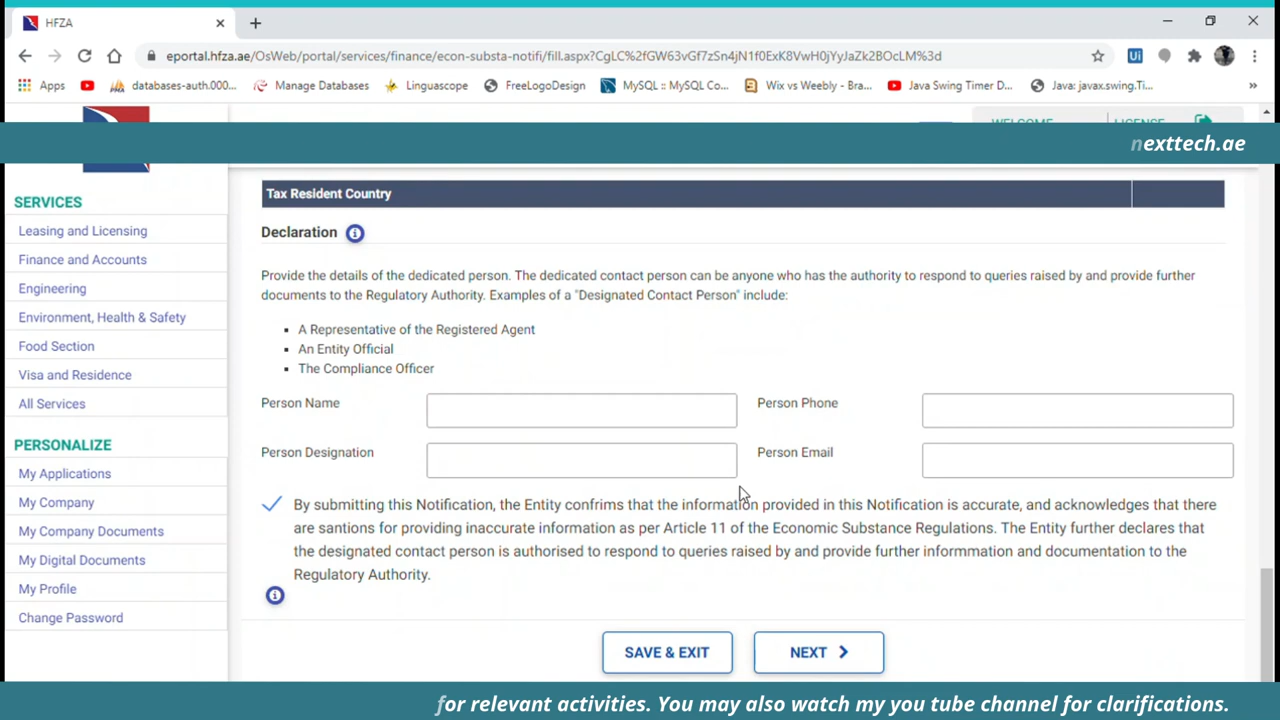 HFZA
eportal.hfza.ae/OsWeb/portal/services/finance/econ-substa-notifi/fill.aspx?CgLC%2fGW63vGf7zSn4jN1f0ExK8VwH0jYyJaZk2BOcLM%3d
Apps
databases-auth.000...
Manage Databases
Linguascope
FreeLogoDesign
MySQL :: MySQL Co...
Wix vs Weebly - Bra...
Java Swing Timer D...
Java: javax.swing.Ti...
WELCOME
LICENSE
nexttech.ae
SERVICES
Leasing and Licensing
Finance and Accounts
Engineering
Environment, Health & Safety
Food Section
Visa and Residence
All Services
PERSONALIZE
My Applications
My Company
My Company Documents
My Digital Documents
My Profile
Change Password
Tax Resident Country
Declaration
Provide the details of the dedicated person. The dedicated contact person can be anyone who has the authority to respond to queries raised by and provide further
documents to the Regulatory Authority. Examples of a "Designated Contact Person" include:
A Representative of the Registered Agent
An Entity Official
The Compliance Officer
Person Name
Person Phone
Person Designation
Person Email
By submitting this Notification, the Entity confrims that the information provided in this Notification is accurate, and acknowledges that there
are santions for providing inaccurate information as per Article 11 of the Economic Substance Regulations. The Entity further declares that
the designated contact person is authorised to respond to queries raised by and provide further informmation and documentation to the
Regulatory Authority.
SAVE & EXIT
NEXT
for relevant activities. You may also watch my you tube channel for clarifications.